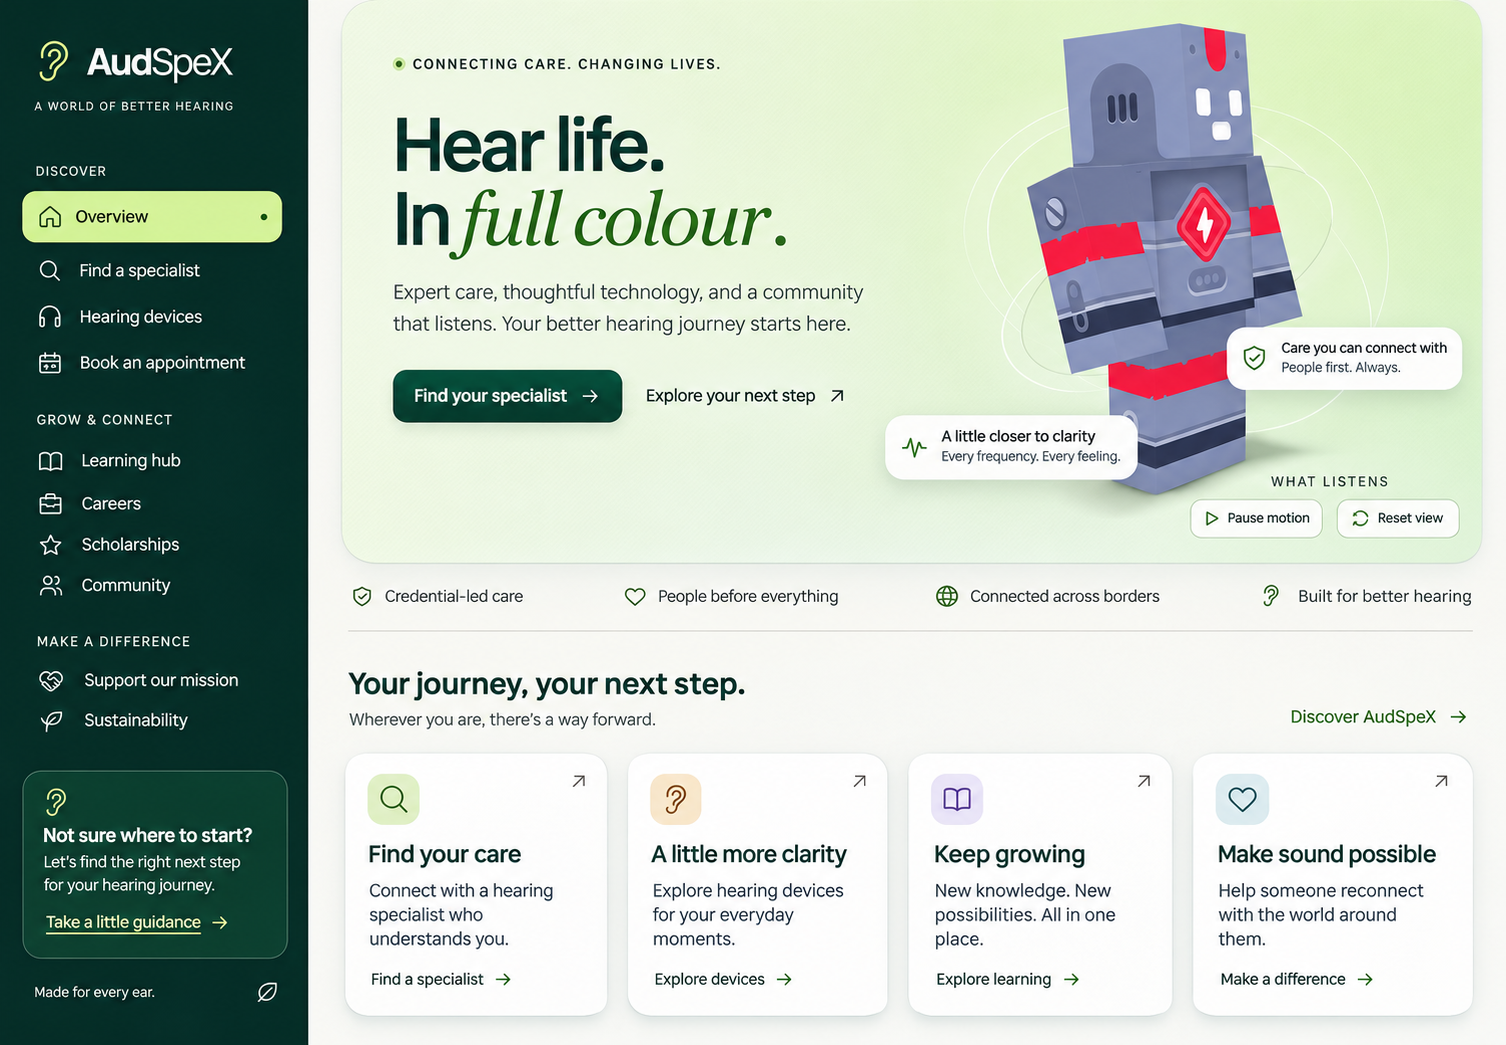 AudSpeX
A WORLD OF BETTER HEARING
DISCOVER
Overview
Find a specialist
Hearing devices
Book an appointment
GROW & CONNECT
Learning hub
Careers
Scholarships
Community
MAKE A DIFFERENCE
Support our mission
Sustainability
Not sure where to start?
Let's find the right next step
for your hearing journey.
Take a little guidance
Made for every ear.
CONNECTING CARE. CHANGING LIVES.
Hear life.
In full colour.
Expert care, thoughtful technology, and a community
that listens. Your better hearing journey starts here.
Find your specialist
Explore your next step
Care you can connect with
People first. Always.
A little closer to clarity
Every frequency. Every feeling.
WHAT LISTENS
Pause motion
Reset view
Credential-led care
People before everything
Connected across borders
Built for better hearing
Your journey, your next step.
Wherever you are, there's a way forward.
Discover AudSpeX
Find your care
Connect with a hearing
specialist who
understands you.
Find a specialist
A little more clarity
Explore hearing devices
for your everyday
moments.
Explore devices
Keep growing
New knowledge. New
possibilities. All in one
place.
Explore learning
Make sound possible
Help someone reconnect
with the world around
them.
Make a difference